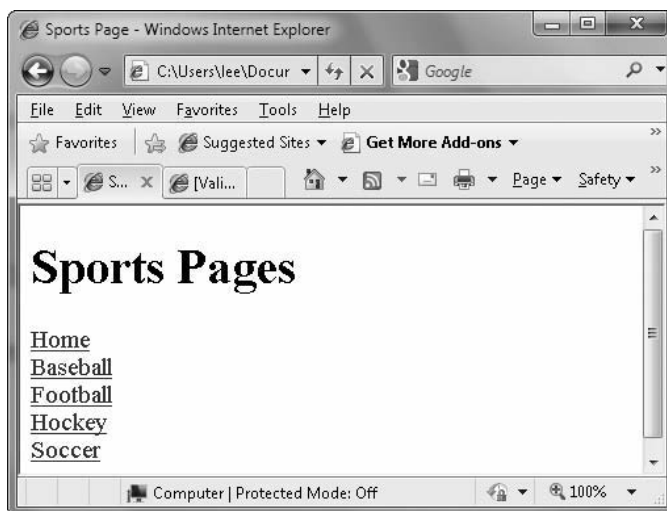 Sports Page - Windows Internet Explorer
C:\Users\lee\Docur
Google
File Edit View Favorites Tools Help
Favorites Suggested Sites Get More Add-ons
S... [Vali... Page Safety
Sports Pages
Home
Baseball
Football
Hockey
Soccer
Computer | Protected Mode: Off 100%